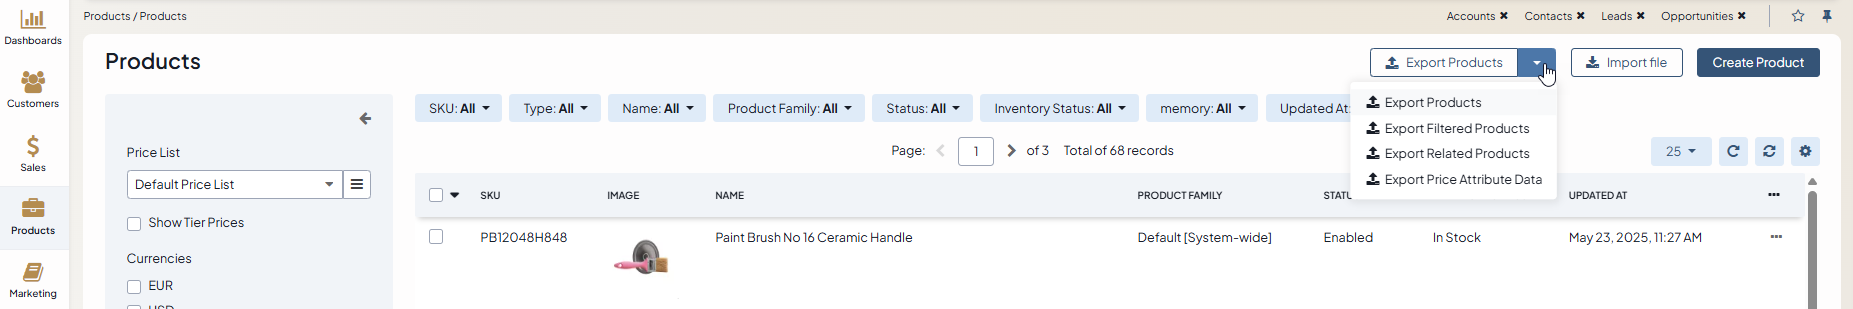 Dashboards
Customers
Sales
Products
Marketing
Products / Products
Accounts ✖ Contacts ✖ Leads ✖ Opportunities ✖
Products
Export Products
Import file
Create Product
Export Products
Export Filtered Products
Export Related Products
Export Price Attribute Data
Price List
Default Price List
Show Tier Prices
Currencies
EUR
SKU: All Type: All Name: All Product Family: All Status: All Inventory Status: All memory: All Updated At:
Page: 1 of 3 Total of 68 records
25
SKU IMAGE NAME PRODUCT FAMILY STATU UPDATED AT
PB12048H848 Paint Brush No 16 Ceramic Handle Default [System-wide] Enabled In Stock May 23, 2025, 11:27 AM